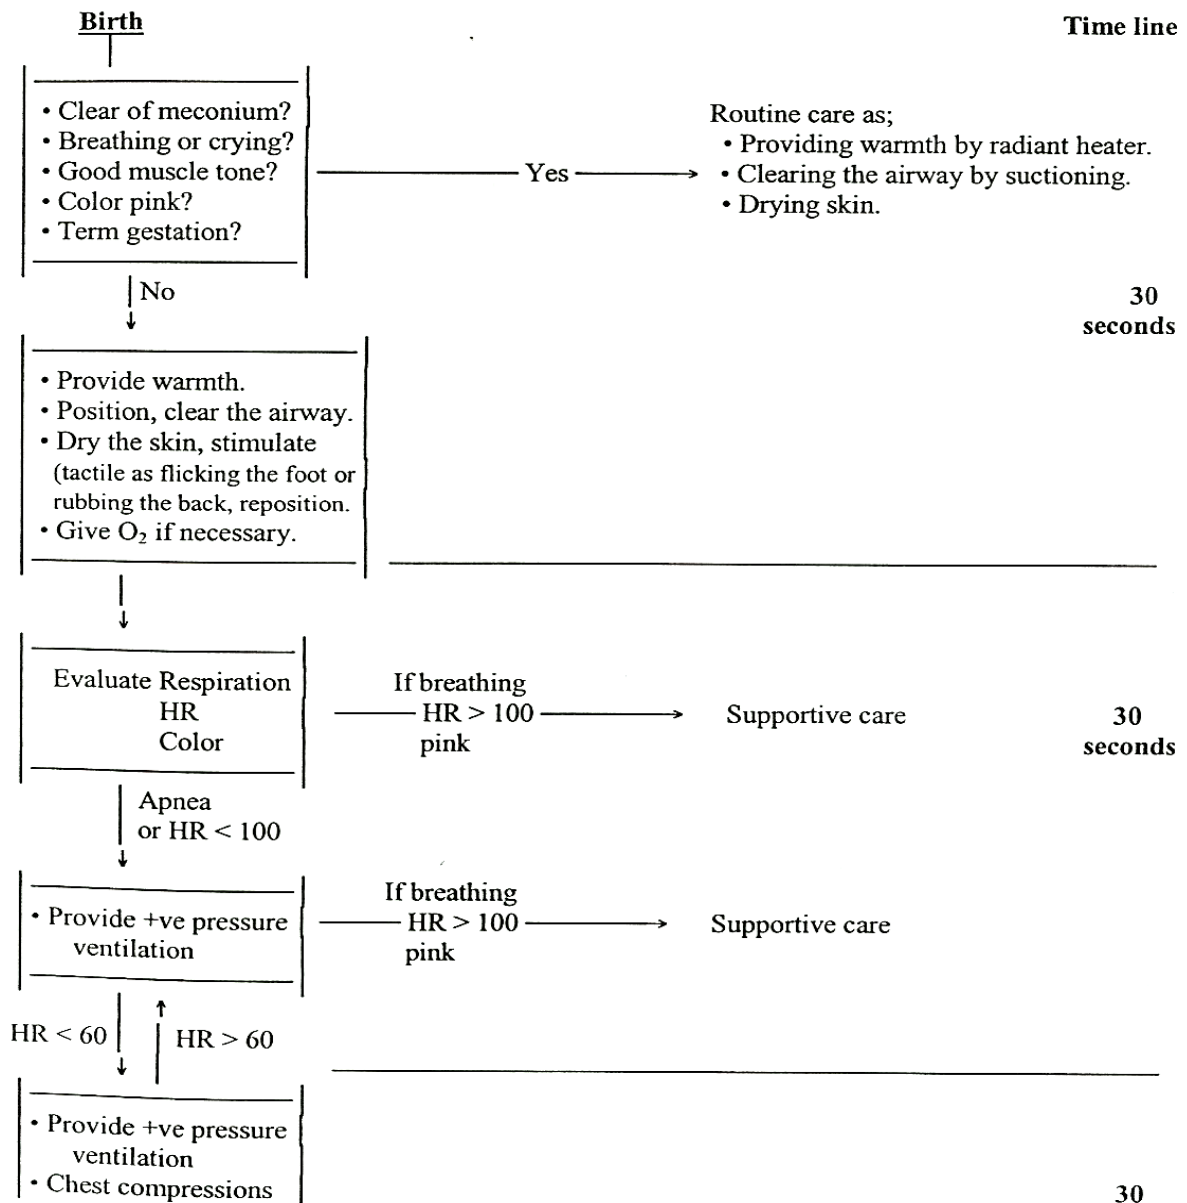 Birth
Time line
• Clear of meconium?
• Breathing or crying?
• Good muscle tone?
• Color pink?
• Term gestation?
Yes
Routine care as;
• Providing warmth by radiant heater.
• Clearing the airway by suctioning.
• Drying skin.
No
30
seconds
• Provide warmth.
• Position, clear the airway.
• Dry the skin, stimulate
(tactile as flicking the foot or
rubbing the back, reposition.
• Give O₂ if necessary.
Evaluate Respiration
HR
Color
If breathing
HR > 100
pink
Supportive care
30
seconds
Apnea
or HR < 100
• Provide +ve pressure
ventilation
If breathing
HR > 100
pink
Supportive care
HR < 60
HR > 60
• Provide +ve pressure
ventilation
• Chest compressions
30